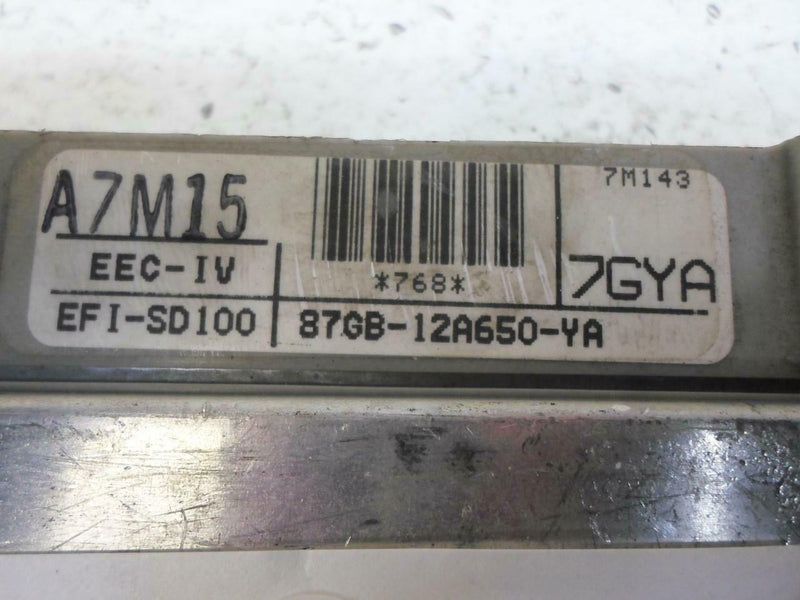 A7M15
7M143
EEC-IV
*768*
7GYA
EFI-SD100
87GB-12A650-YA